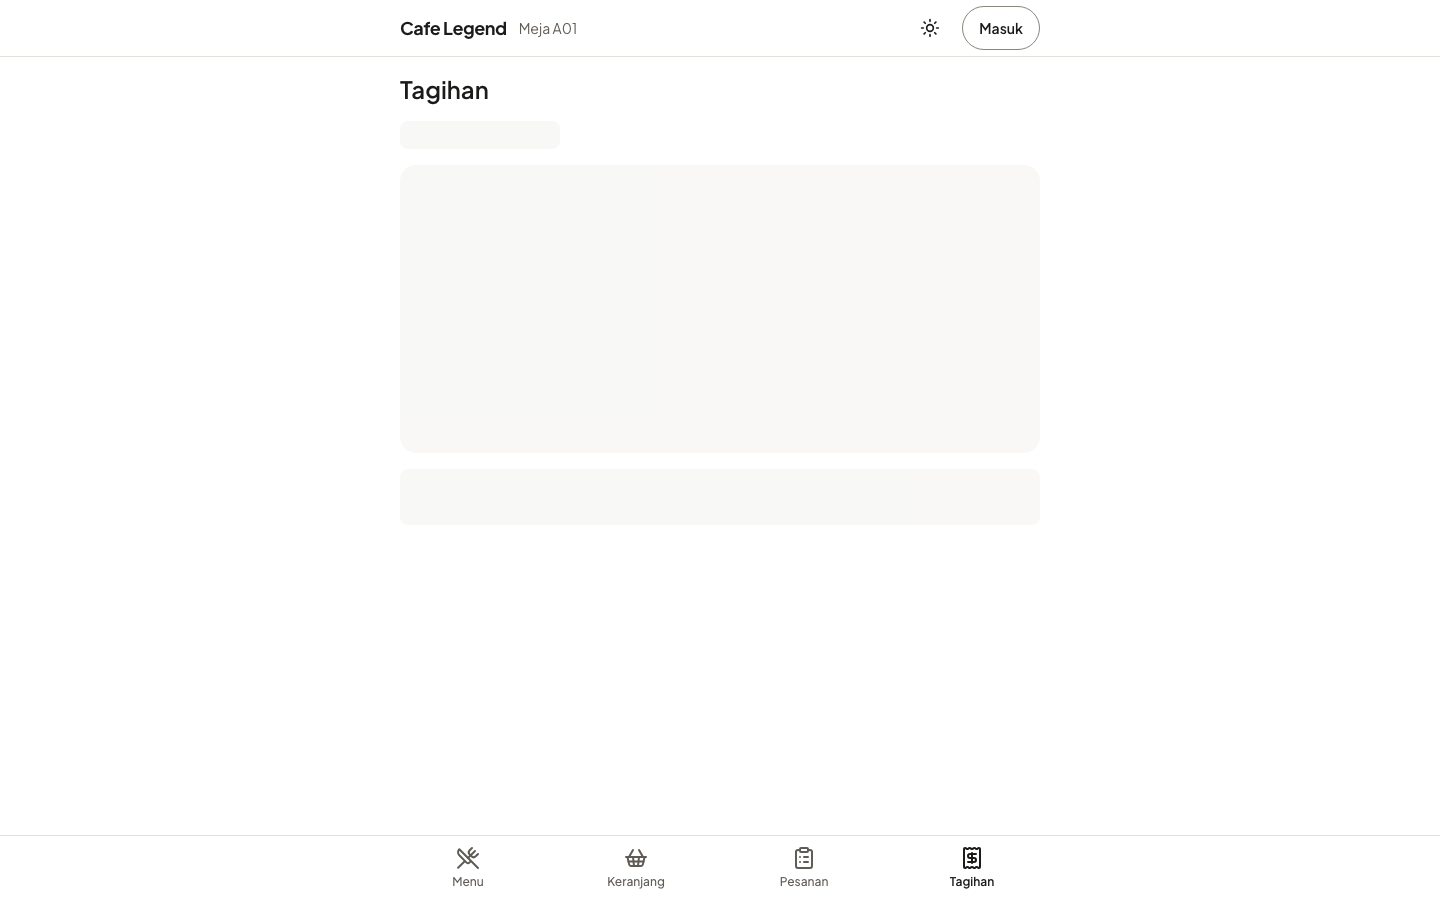 Cafe Legend Meja A01
Masuk
Tagihan
Menu
Keranjang
Pesanan
Tagihan